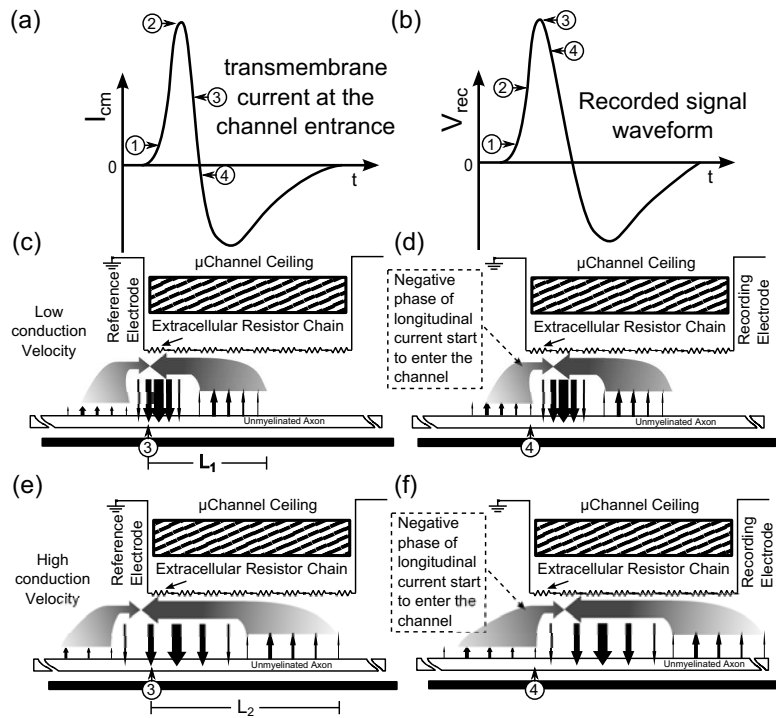 (a)
I_cm
0
t
①
②
③
④
transmembrane
current at the
channel entrance
(b)
V_rec
0
t
①
②
③
④
Recorded signal
waveform
(c)
Low
conduction
Velocity
Reference
Electrode
µChannel Ceiling
Extracellular Resistor Chain
Unmyelinated Axon
③
L₁
(d)
Negative
phase of
longitudinal
current start
to enter the
channel
µChannel Ceiling
Extracellular Resistor Chain
Recording
Electrode
Unmyelinated Axon
④
(e)
High
conduction
Velocity
Reference
Electrode
µChannel Ceiling
Extracellular Resistor Chain
Unmyelinated Axon
③
L₂
(f)
Negative
phase of
longitudinal
current start
to enter the
channel
µChannel Ceiling
Extracellular Resistor Chain
Recording
Electrode
Unmyelinated Axon
④